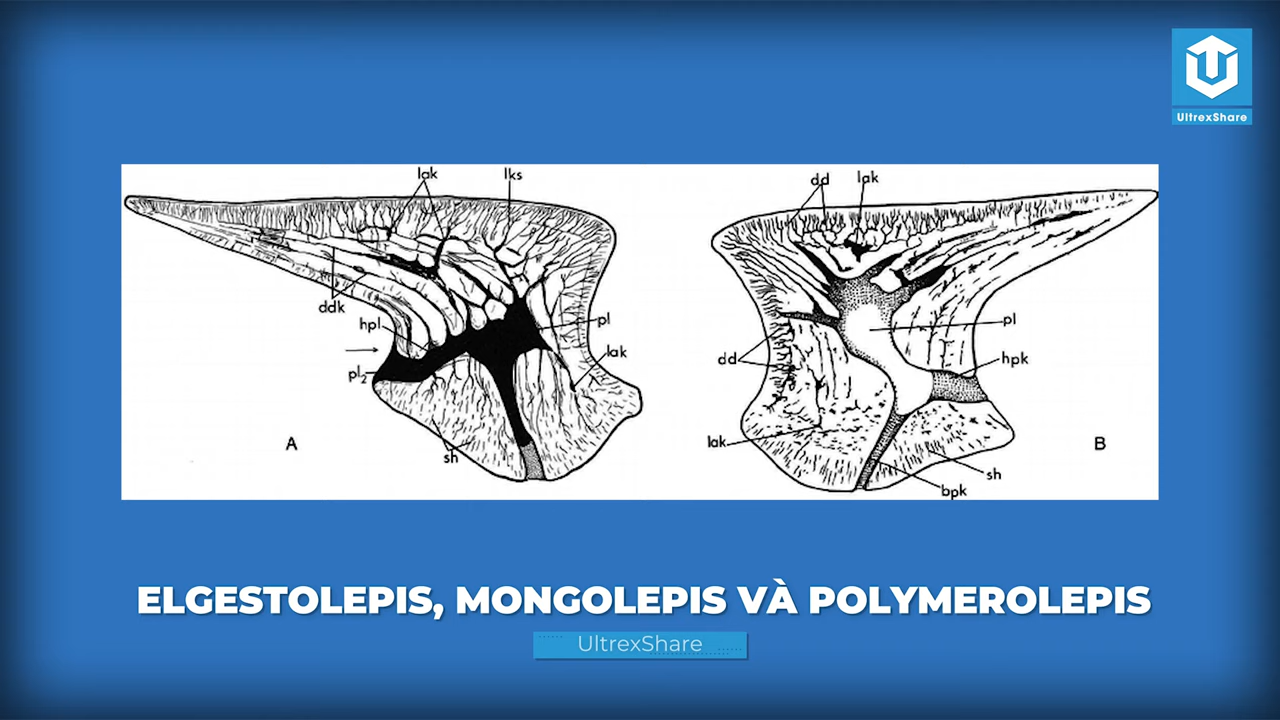 UltrexShare
lak
lks
dd
lak
ddk
hpl
pl
pl
lak
dd
hpk
pl2
A
lak
B
sh
sh
bpk
ELGESTOLEPIS, MONGOLEPIS VÀ POLYMEROLEPIS
UltrexShare